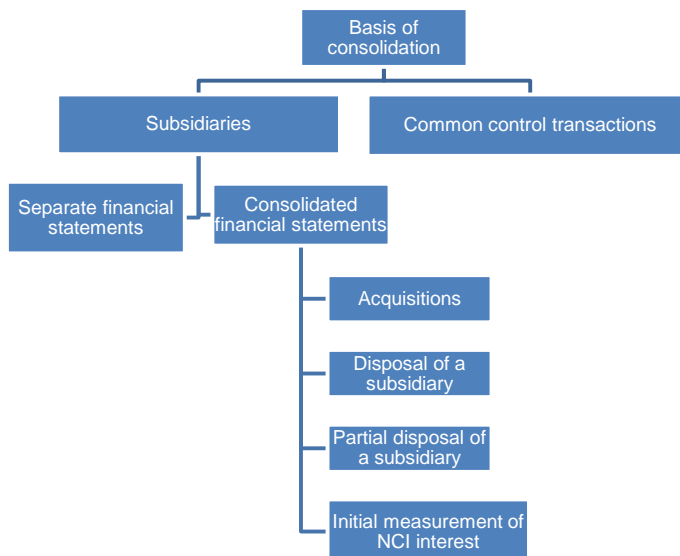 Basis of
consolidation
Subsidiaries
Common control transactions
Separate financial
statements
Consolidated
financial statements
Acquisitions
Disposal of a
subsidiary
Partial disposal of
a subsidiary
Initial measurement of
NCI interest